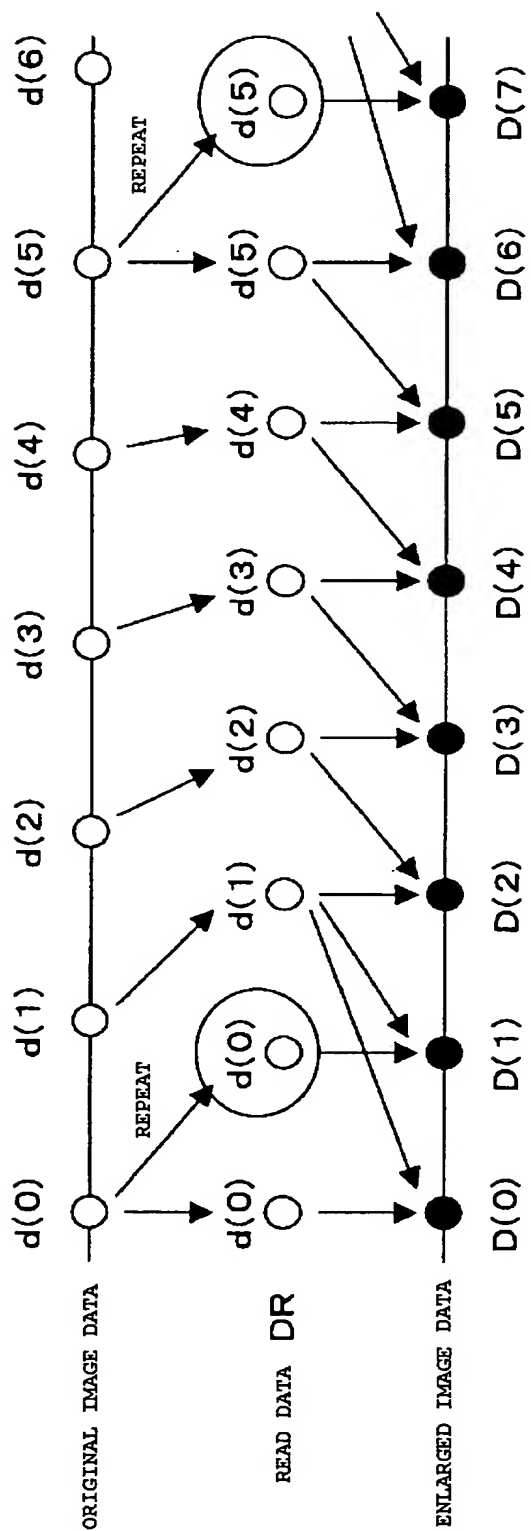 d(0) d(1) d(2) d(3) d(4) d(5) d(6)
ORIGINAL IMAGE DATA
REPEAT REPEAT
d(0) d(0) d(1) d(2) d(3) d(4) d(5) d(5)
READ DATA DR
ENLARGED IMAGE DATA
D(0) D(1) D(2) D(3) D(4) D(5) D(6) D(7)